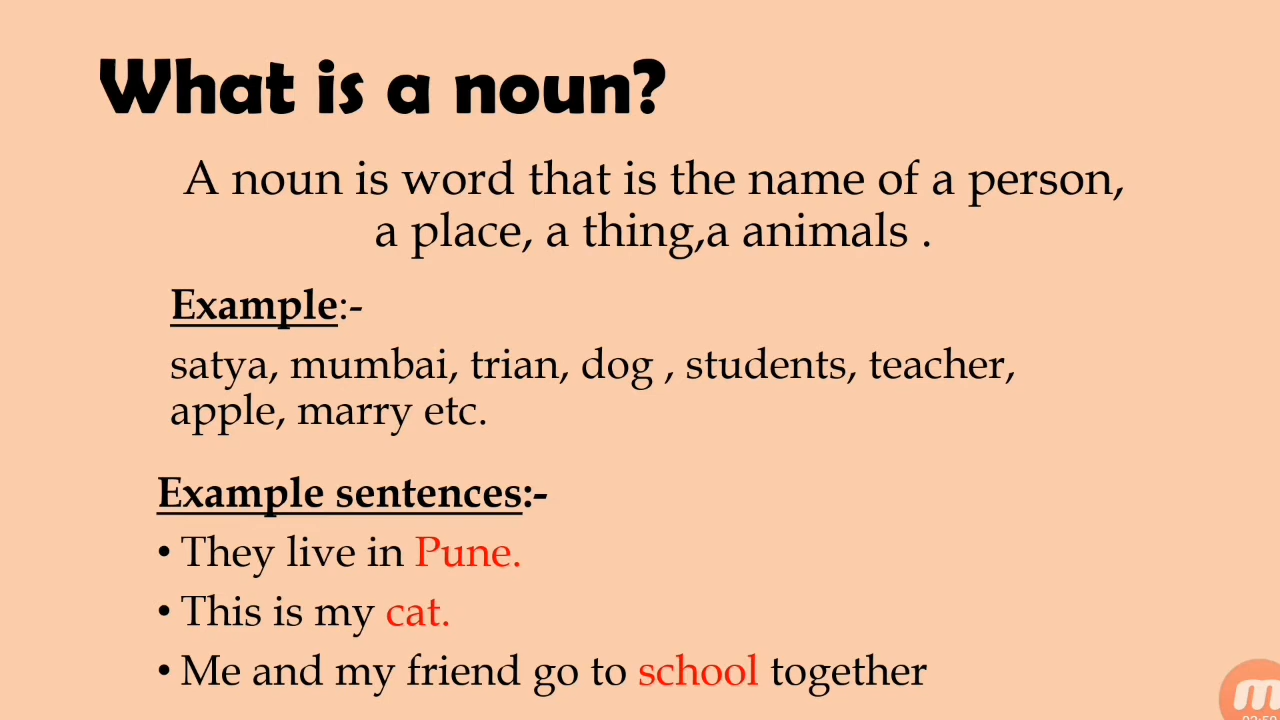 What is a noun?
A noun is word that is the name of a person,
a place, a thing,a animals .
Example:-
satya, mumbai, trian, dog , students, teacher,
apple, marry etc.
Example sentences:-
• They live in Pune.
• This is my cat.
• Me and my friend go to school together